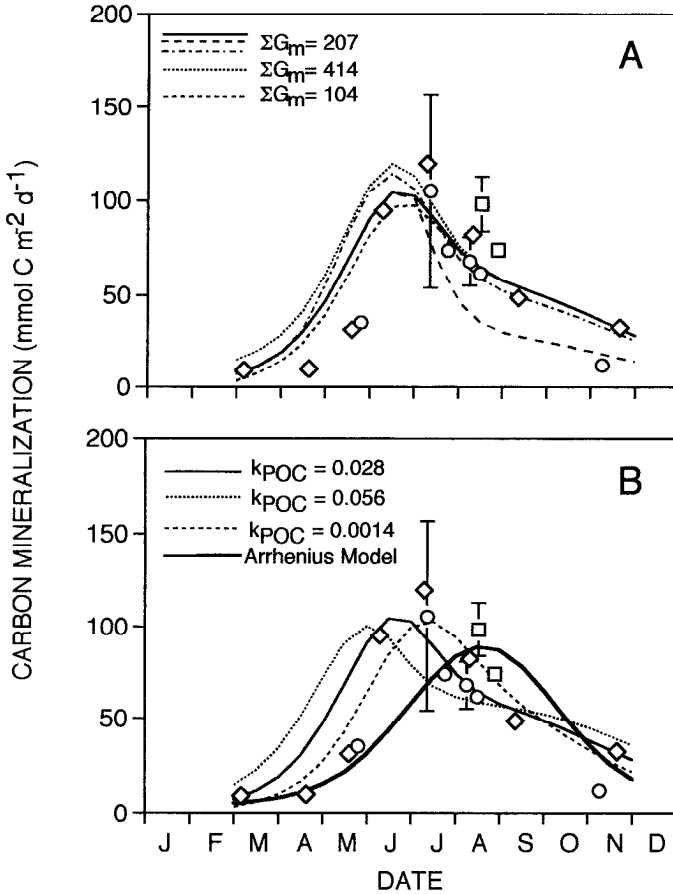 200
150
100
50
0
ΣGm= 207
ΣGm= 414
ΣGm= 104
A
CARBON MINERALIZATION (mmol C m-2 d-1)
200
150
100
50
0
kPOC = 0.028
kPOC = 0.056
kPOC = 0.0014
Arrhenius Model
B
J F M A M J J A S O N D
DATE